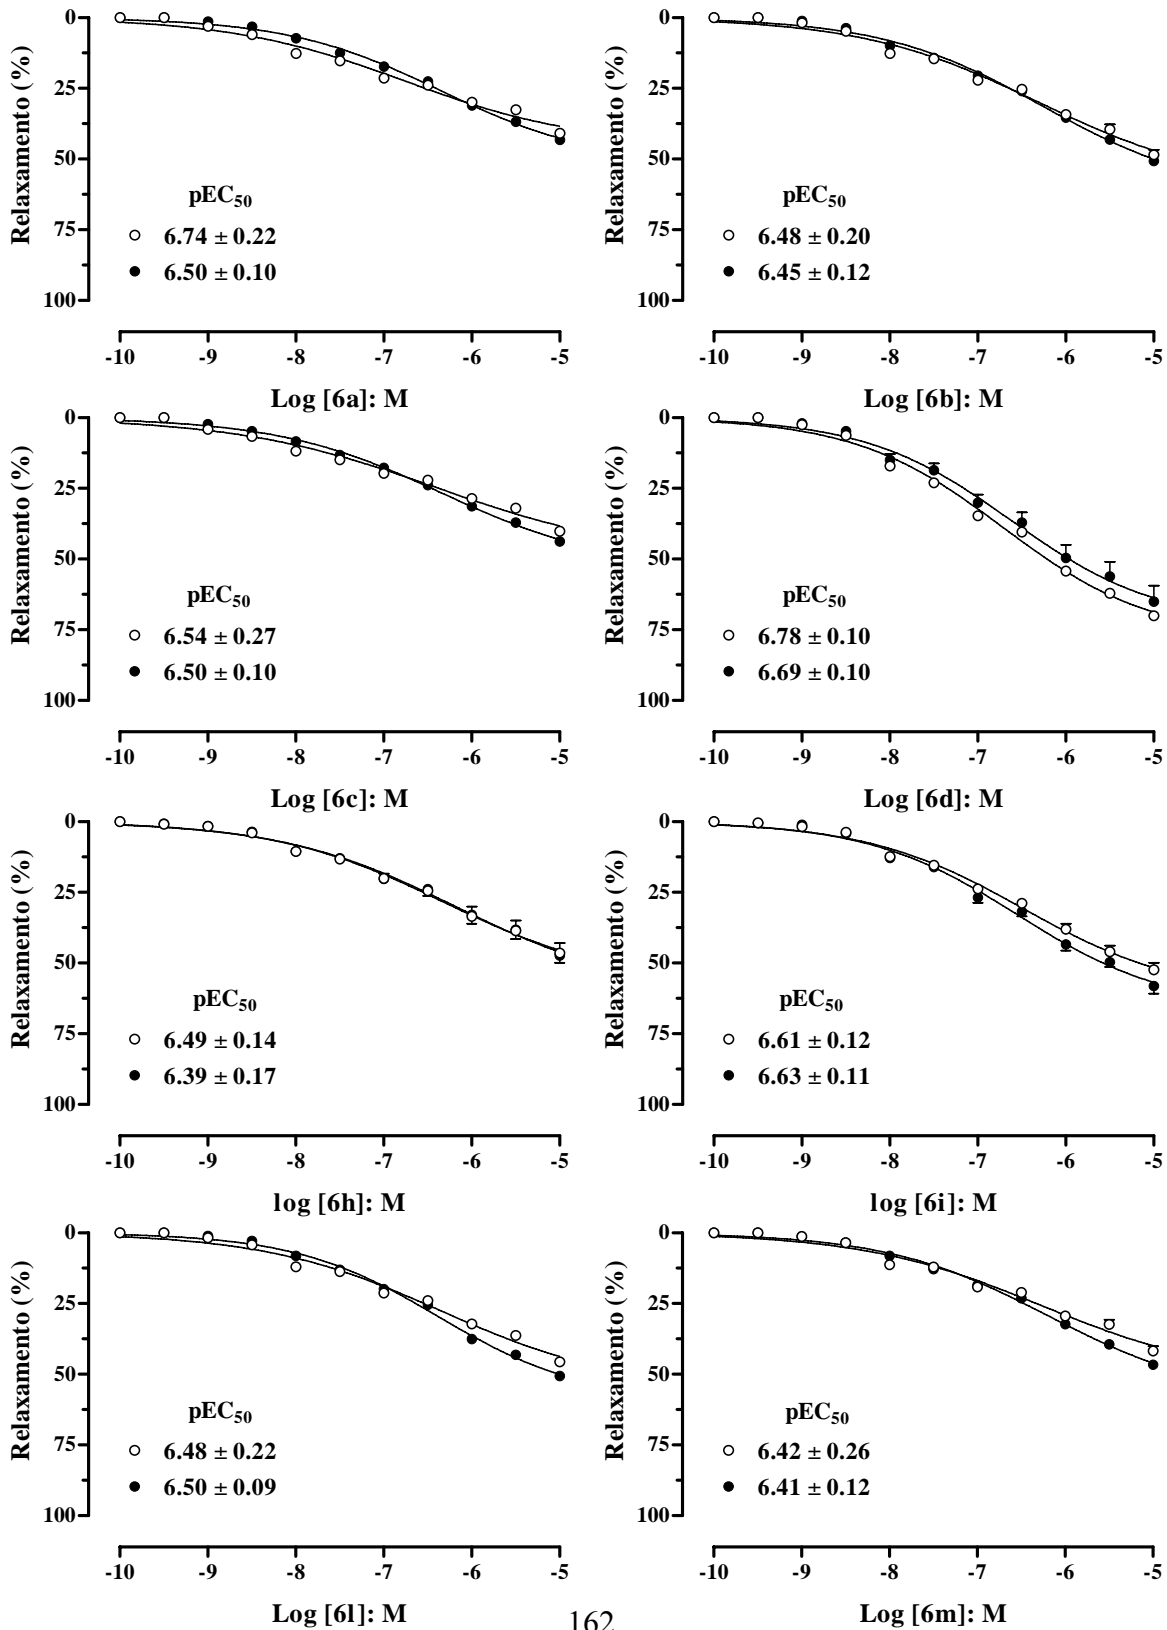 0
25
50
75
100
Relaxamento (%)
pEC50
○ 6.74 ± 0.22
● 6.50 ± 0.10
-10 -9 -8 -7 -6 -5
Log [6a]: M
0
25
50
75
100
Relaxamento (%)
pEC50
○ 6.48 ± 0.20
● 6.45 ± 0.12
-10 -9 -8 -7 -6 -5
Log [6b]: M
0
25
50
75
100
Relaxamento (%)
pEC50
○ 6.54 ± 0.27
● 6.50 ± 0.10
-10 -9 -8 -7 -6 -5
Log [6c]: M
0
25
50
75
100
Relaxamento (%)
pEC50
○ 6.78 ± 0.10
● 6.69 ± 0.10
-10 -9 -8 -7 -6 -5
Log [6d]: M
0
25
50
75
100
Relaxamento (%)
pEC50
○ 6.49 ± 0.14
● 6.39 ± 0.17
-10 -9 -8 -7 -6 -5
log [6h]: M
0
25
50
75
100
Relaxamento (%)
pEC50
○ 6.61 ± 0.12
● 6.63 ± 0.11
-10 -9 -8 -7 -6 -5
log [6i]: M
0
25
50
75
100
Relaxamento (%)
pEC50
○ 6.48 ± 0.22
● 6.50 ± 0.09
-10 -9 -8 -7 -6 -5
Log [6l]: M
0
25
50
75
100
Relaxamento (%)
pEC50
○ 6.42 ± 0.26
● 6.41 ± 0.12
-10 -9 -8 -7 -6 -5
Log [6m]: M
162